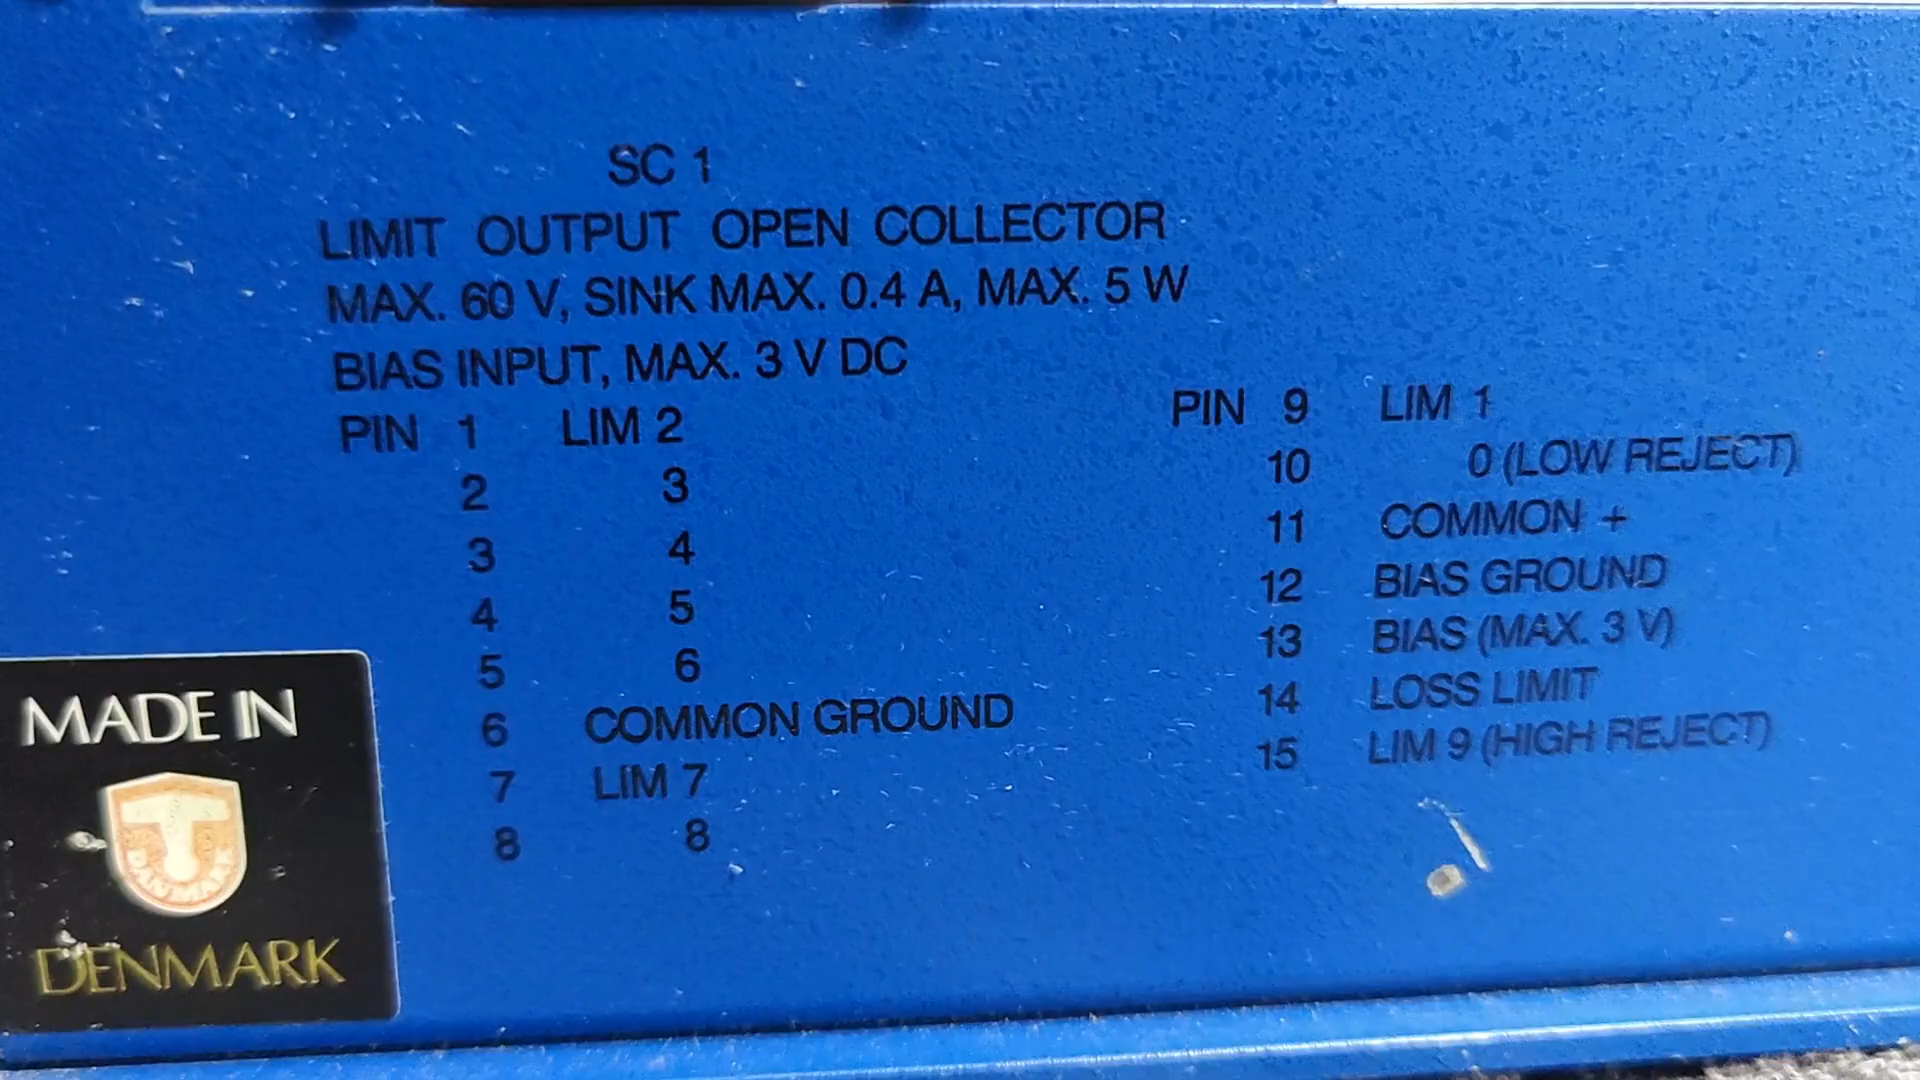 SC 1
LIMIT OUTPUT OPEN COLLECTOR
MAX. 60 V, SINK MAX. 0.4 A, MAX. 5 W
BIAS INPUT, MAX. 3 V DC
PIN 1 LIM 2
2 3
3 4
4 5
5 6
6 COMMON GROUND
7 LIM 7
8 8
PIN 9 LIM 1
10 0 (LOW REJECT)
11 COMMON +
12 BIAS GROUND
13 BIAS (MAX. 3 V)
14 LOSS LIMIT
15 LIM 9 (HIGH REJECT)
MADE IN
DANMARK
DENMARK